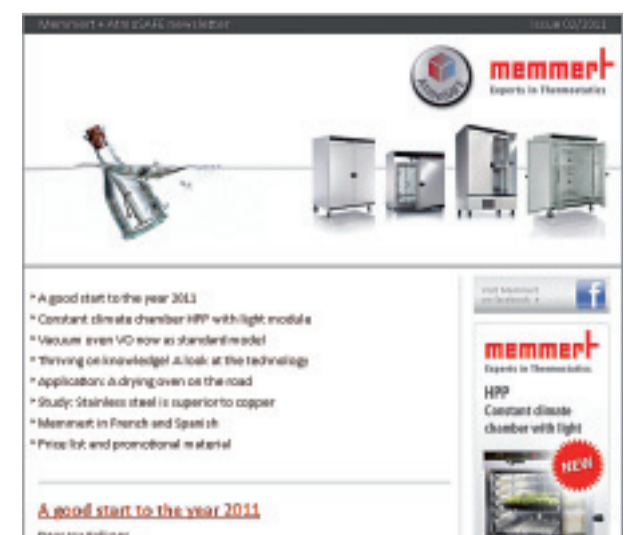 Memmert + AtmoSAFE newsletter
Issue 02/2011
AtmoSAFE
memmert
Experts in Thermostatics
* A good start to the year 2011
* Constant climate chamber HPP with light module
* Vacuum oven VO now as standard model
* Thriving on knowledge! A look at the technology
* Application: A drying oven on the road
* Study: Stainless steel is superior to copper
* Memmert in French and Spanish
* Price list and promotional material
A good start to the year 2011
Visit Memmert
on facebook
f
memmert
Experts in Thermostatics
HPP
Constant climate
chamber with light
NEW